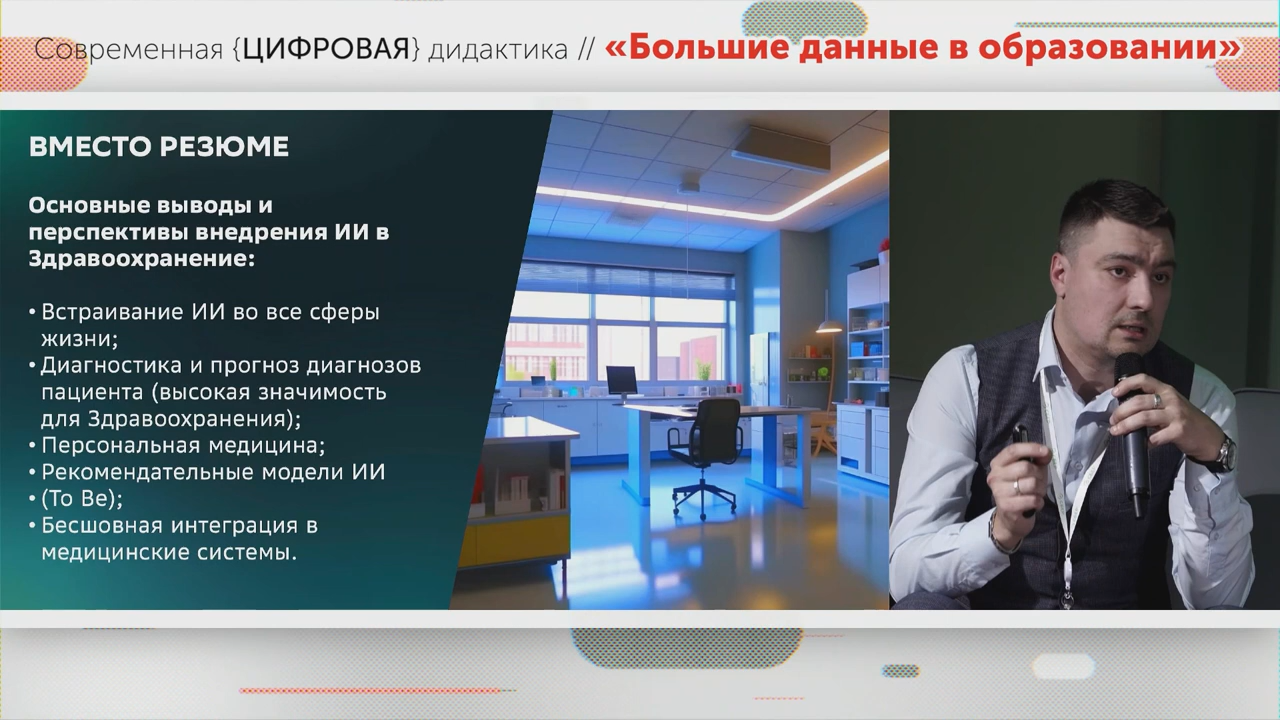 Современная {ЦИФРОВАЯ} дидактика // «Большие данные в образовании»
ВМЕСТО РЕЗЮМЕ
Основные выводы и
перспективы внедрения ИИ в
Здравоохранение:
• Встраивание ИИ во все сферы
жизни;
• Диагностика и прогноз диагнозов
пациента (высокая значимость
для Здравоохранения);
• Персональная медицина;
• Рекомендательные модели ИИ
• (To Be);
• Бесшовная интеграция в
медицинские системы.